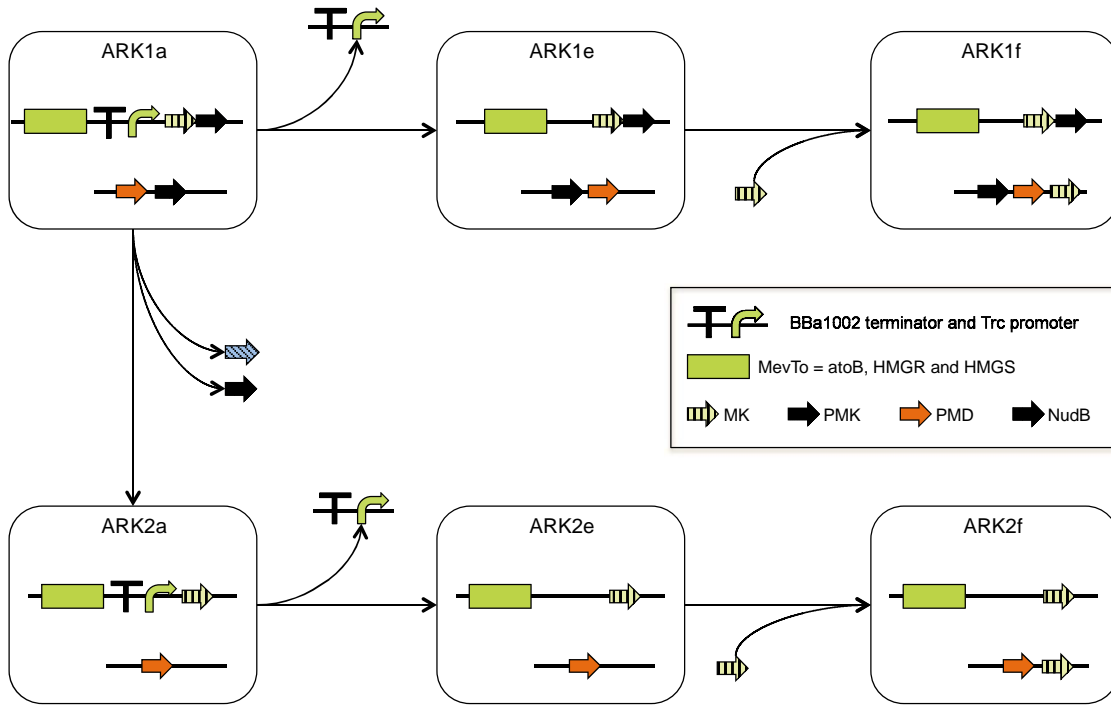 ARK1a
ARK1e
ARK1f
BBa1002 terminator and Trc promoter
MevTo = atoB, HMGR and HMGS
MK PMK PMD NudB
ARK2a
ARK2e
ARK2f